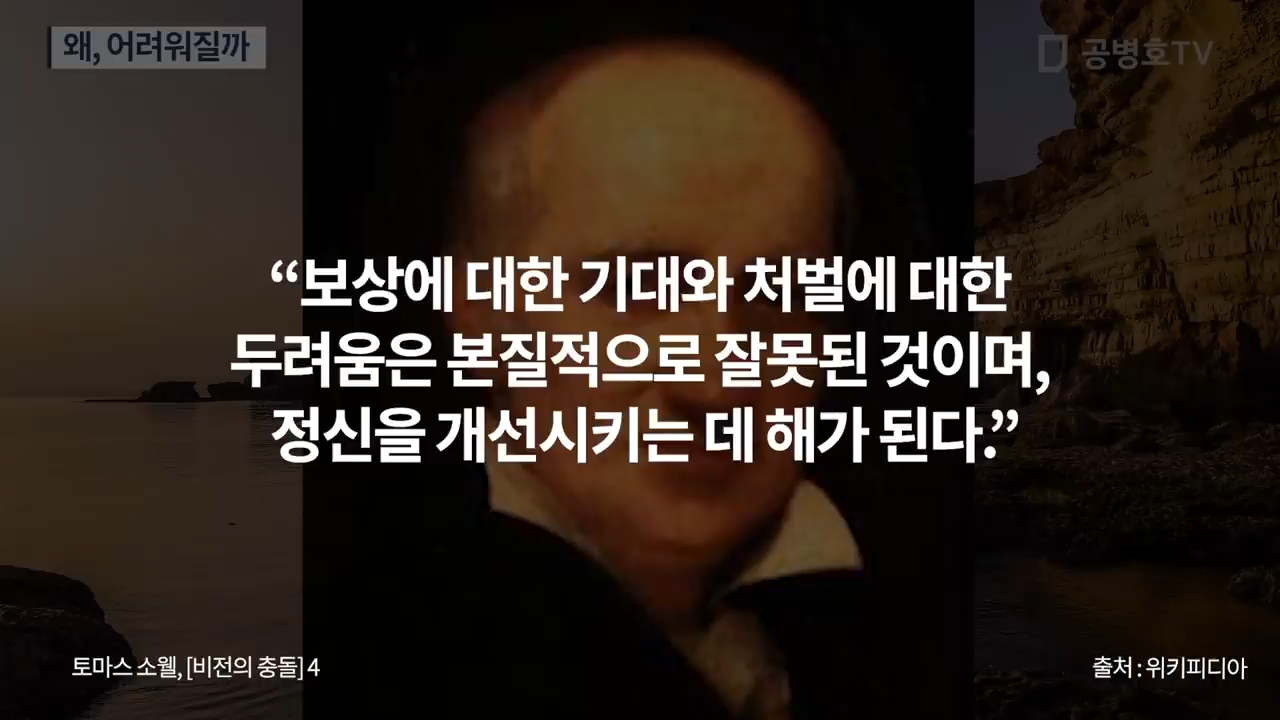 왜, 어려워질까
공병호TV
“보상에 대한 기대와 처벌에 대한
두려움은 본질적으로 잘못된 것이며,
정신을 개선시키는 데 해가 된다.”
토마스 소웰, [비전의 충돌] 4
출처 : 위키피디아